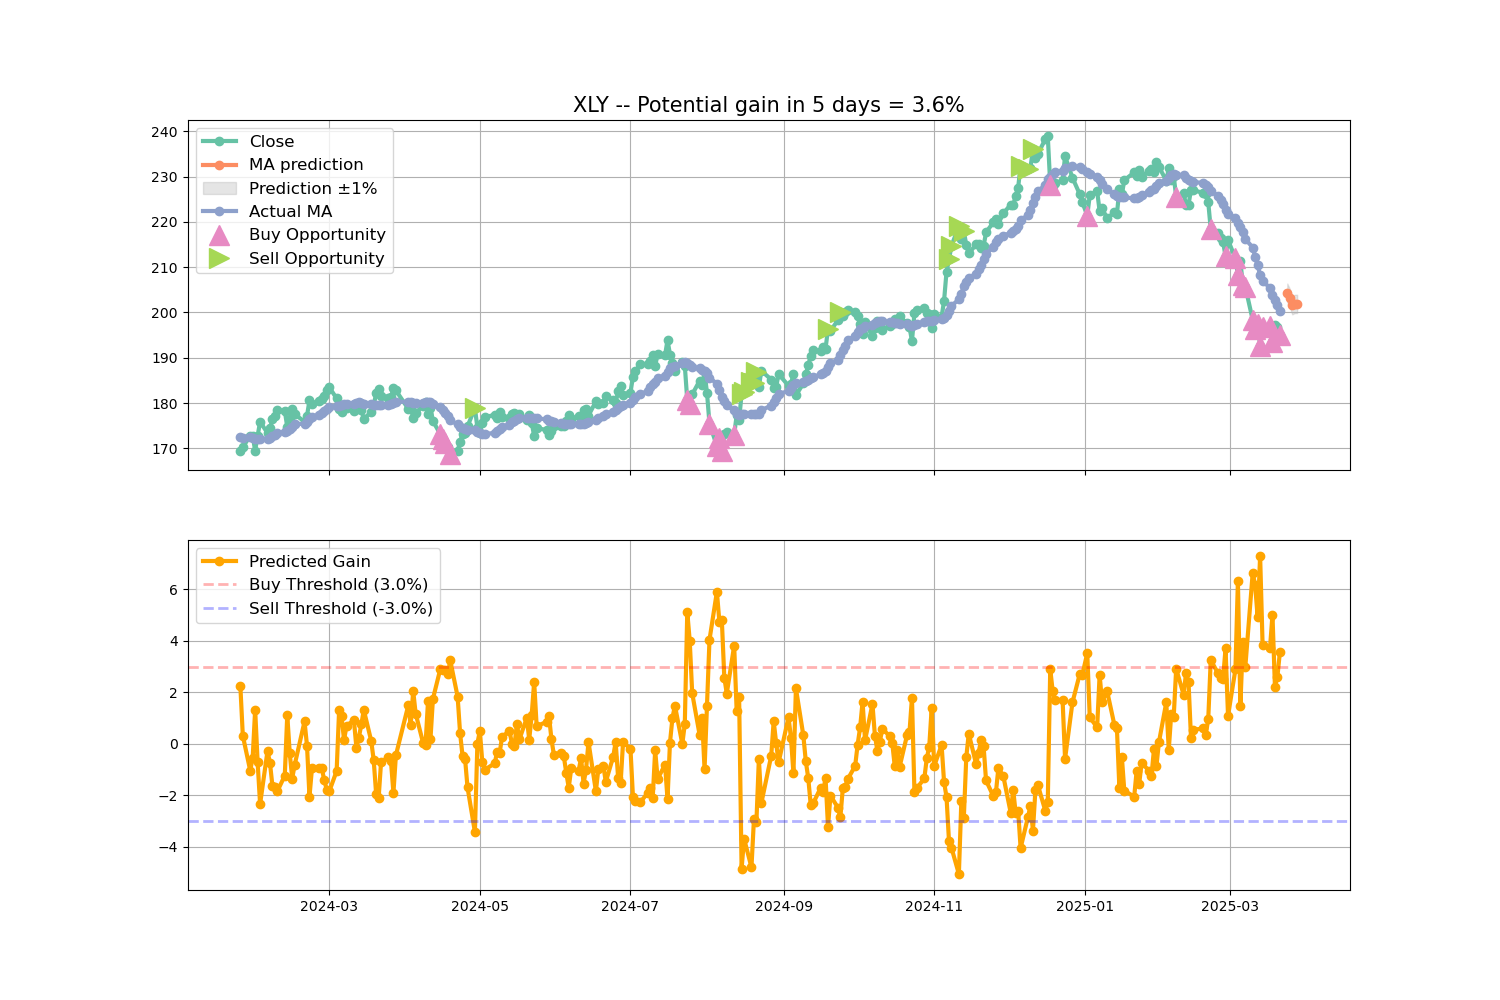 XLY -- Potential gain in 5 days = 3.6%
Close
MA prediction
Prediction ±1%
Actual MA
Buy Opportunity
Sell Opportunity
240
230
220
210
200
190
180
170
Predicted Gain
Buy Threshold (3.0%)
Sell Threshold (-3.0%)
6
4
2
0
−2
−4
2024-03 2024-05 2024-07 2024-09 2024-11 2025-01 2025-03